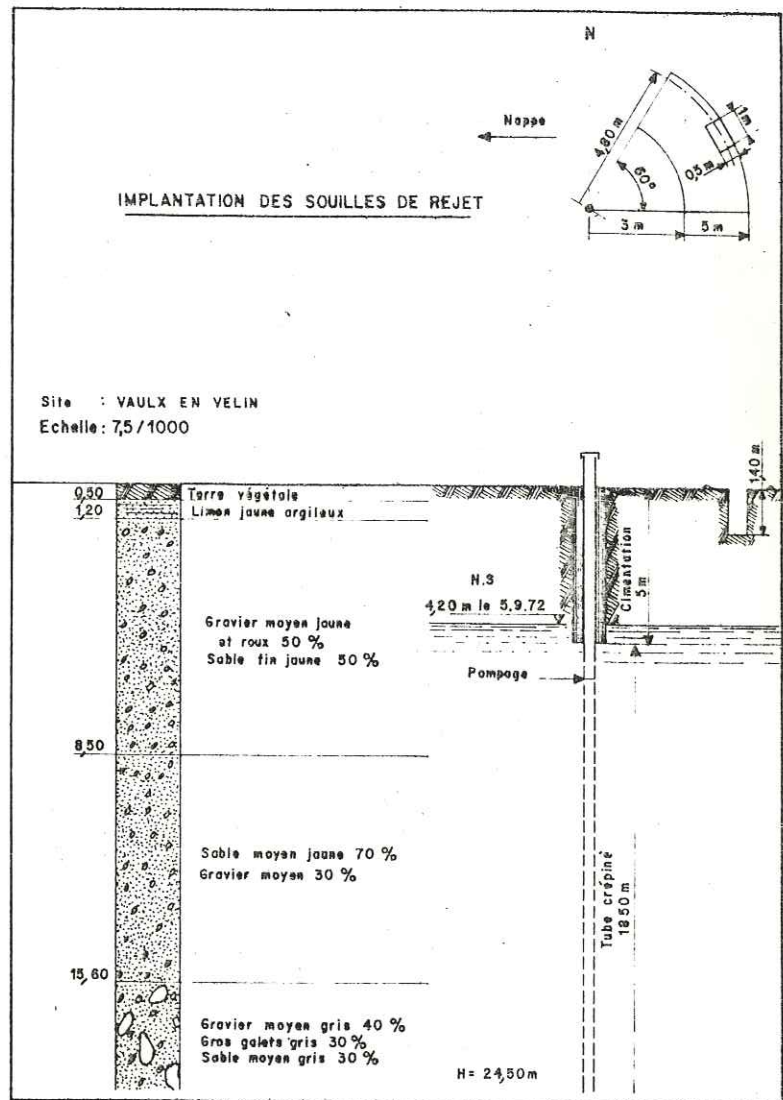 N
Nappe
4,80 m
60°
1m
0,5 m
3 m
5 m
IMPLANTATION DES SOUILLES DE REJET
Site : VAULX EN VELIN
Echelle : 7,5/1000
0,50
Terre végétale
1,20
Limon jaune argileux
1,40 m
Cimentation
5 m
N.S
4,20 m le 5.9.72
Gravier moyen jaune
et roux 50 %
Sable fin jaune 50 %
Pompage
8,50
Sable moyen jaune 70 %
Gravier moyen 30 %
Tube crépiné
1850 m
15,60
Gravier moyen gris 40 %
Gros galets gris 30 %
Sable moyen gris 30 %
H= 24,50m